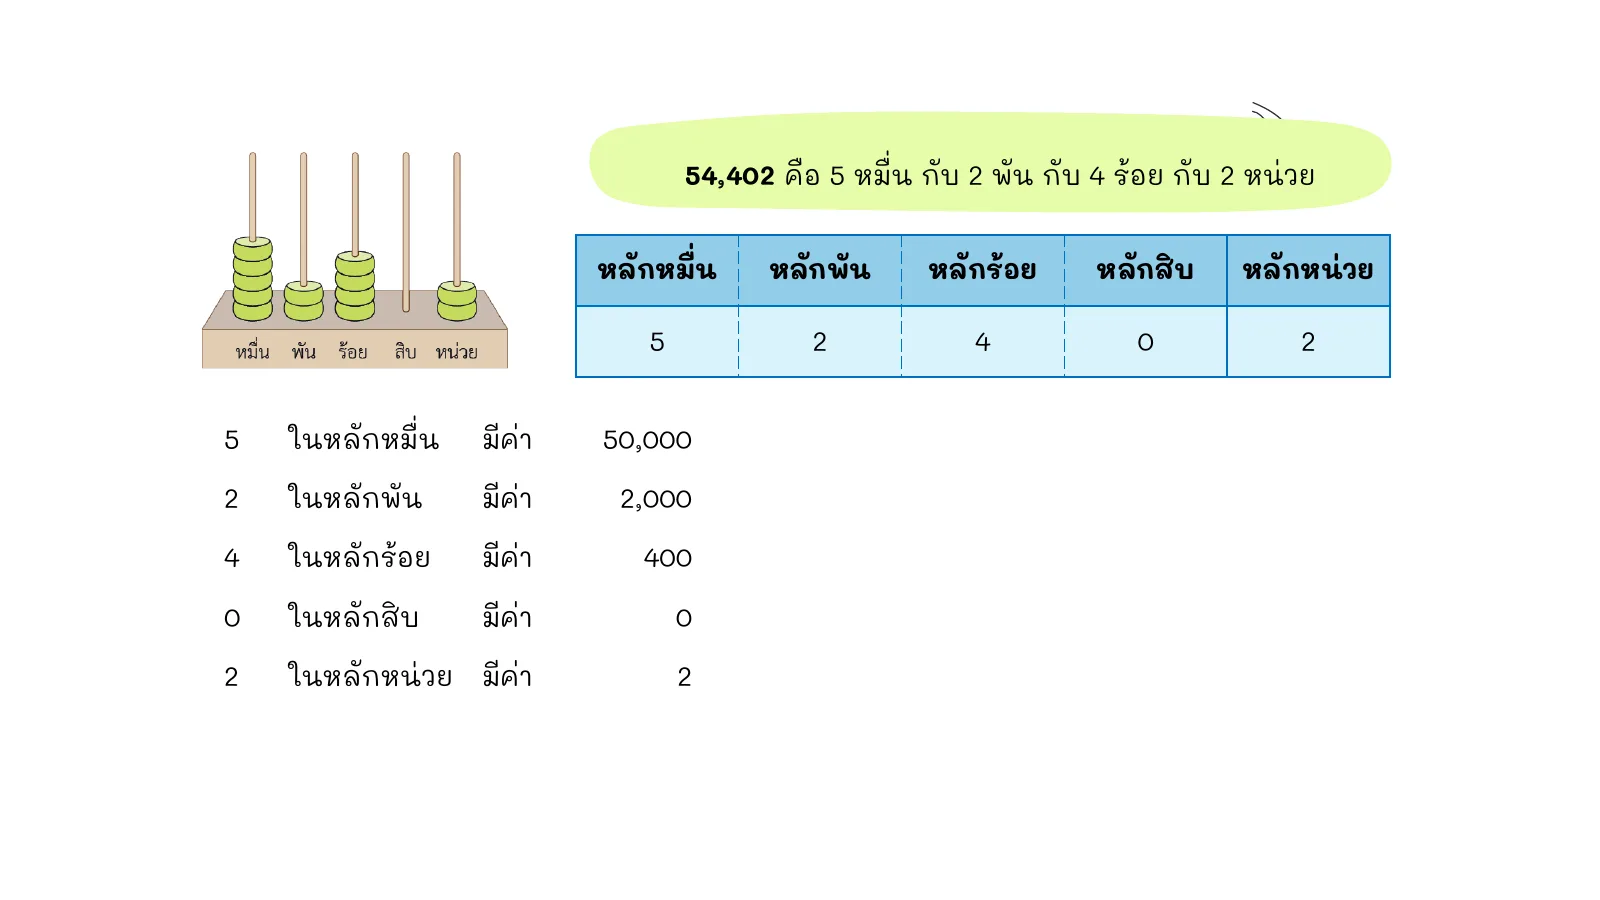 54,402 คือ 5 หมื่น กับ 2 พัน กับ 4 ร้อย กับ 2 หน่วย
หมื่น พัน ร้อย สิบ หน่วย
หลักหมื่น หลักพัน หลักร้อย หลักสิบ หลักหน่วย
5 2 4 0 2
5 ในหลักหมื่น มีค่า 50,000
2 ในหลักพัน มีค่า 2,000
4 ในหลักร้อย มีค่า 400
0 ในหลักสิบ มีค่า 0
2 ในหลักหน่วย มีค่า 2